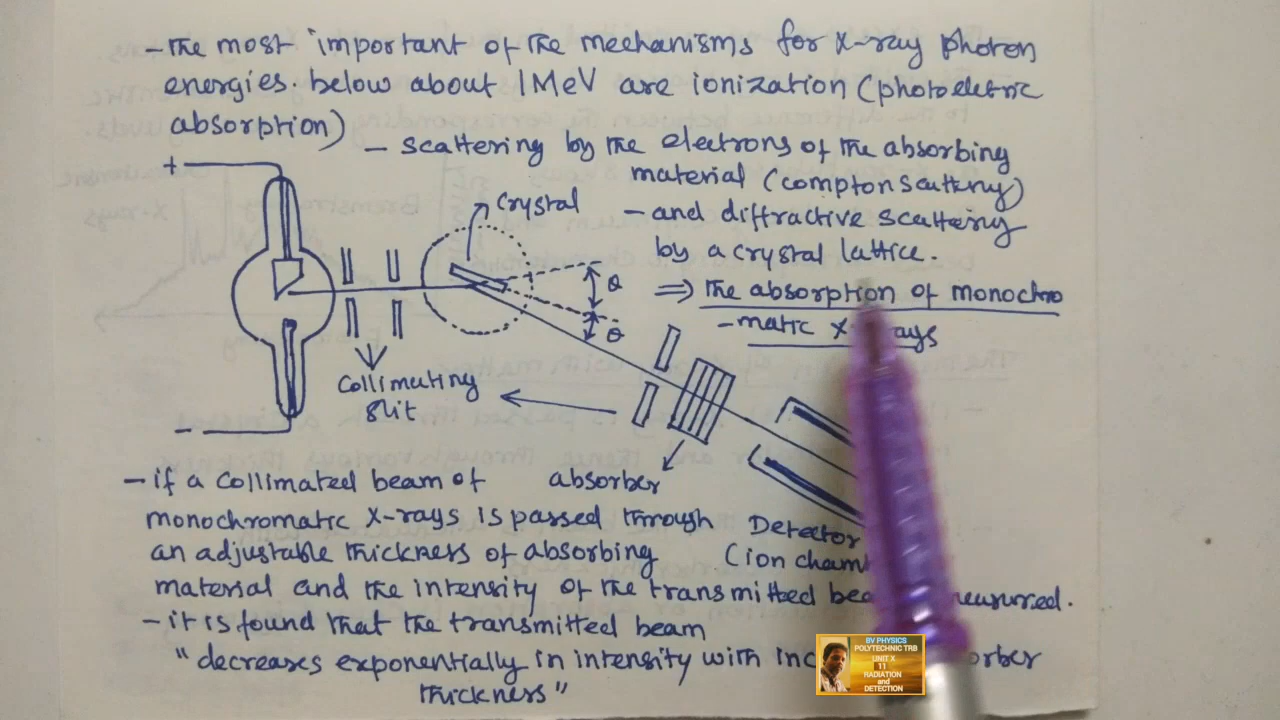 - The most important of the mechanisms for X-ray photon
energies. below about 1 MeV are ionization (photoelectric
absorption)
- scattering by the electrons of the absorbing
material (compton scattering)
- and diffractive scattering
by a crystal lattice.
⇒ The absorption of monochro
-matic X-rays
+
crystal
θ
θ
Collimating
slit
-
absorber
Detector
(ion cham
- if a collimated beam of
monochromatic X-rays is passed through
an adjustable thickness of absorbing
material and the intensity of the transmitted measured.
- it is found that the transmitted beam
"decreases exponentially in intensity with
thickness"
BV PHYSICS
POLYTECHNIC TRB
UNIT X
11
RADIATION
and
DETECTION